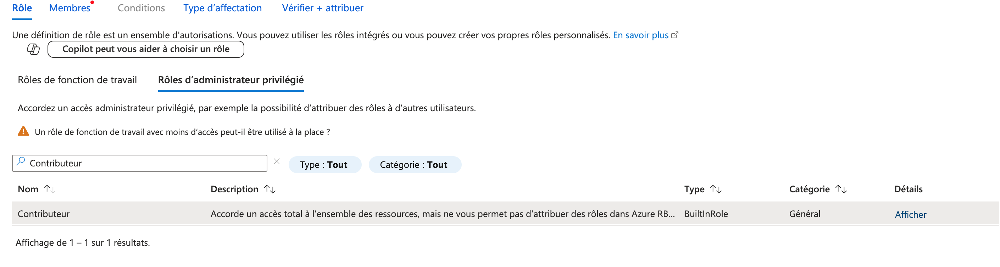 Rôle Membres Conditions Type d’affectation Vérifier + attribuer
Une définition de rôle est un ensemble d'autorisations. Vous pouvez utiliser les rôles intégrés ou vous pouvez créer vos propres rôles personnalisés. En savoir plus
Copilot peut vous aider à choisir un rôle
Rôles de fonction de travail Rôles d’administrateur privilégié
Accordez un accès administrateur privilégié, par exemple la possibilité d’attribuer des rôles à d’autres utilisateurs.
Un rôle de fonction de travail avec moins d’accès peut-il être utilisé à la place ?
Contributeur Type : Tout Catégorie : Tout
Nom Description Type Catégorie Détails
Contributeur Accorde un accès total à l’ensemble des ressources, mais ne vous permet pas d’attribuer des rôles dans Azure RB... BuiltInRole Général Afficher
Affichage de 1 – 1 sur 1 résultats.